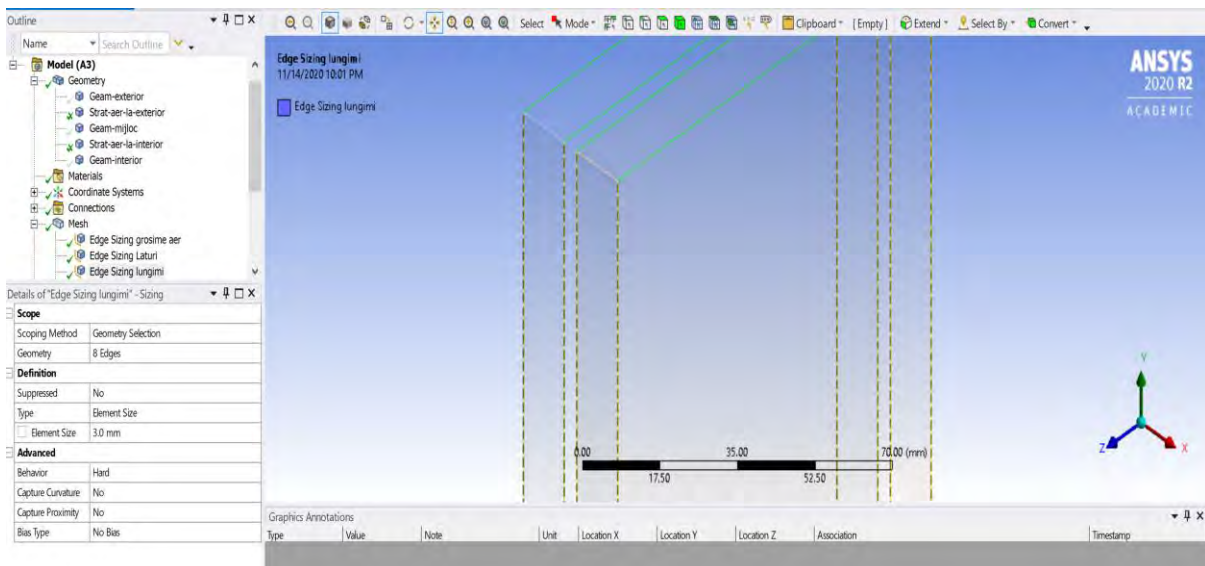 Outline
Name Search Outline
Model (A3)
Geometry
Geam-exterior
Strat-aer-la-exterior
Geam-mijloc
Strat-aer-la-interior
Geam-interior
Materials
Coordinate Systems
Connections
Mesh
Edge Sizing grosime aer
Edge Sizing Laturi
Edge Sizing lungimi
Details of "Edge Sizing lungimi" - Sizing
Scope
Scoping Method Geometry Selection
Geometry 8 Edges
Definition
Suppressed No
Type Element Size
Element Size 3.0 mm
Advanced
Behavior Hard
Capture Curvature No
Capture Proximity No
Bias Type No Bias
Select Mode Clipboard [Empty] Extend Select By Convert
Edge Sizing lungimi
11/14/2020 10:01 PM
Edge Sizing lungimi
ANSYS
2020 R2
ACADEMIC
Y
Z X
0.00 35.00 70.00 (mm)
17.50 52.50
Graphics Annotations
Type Value Note Unit Location X Location Y Location Z Association Timestamp